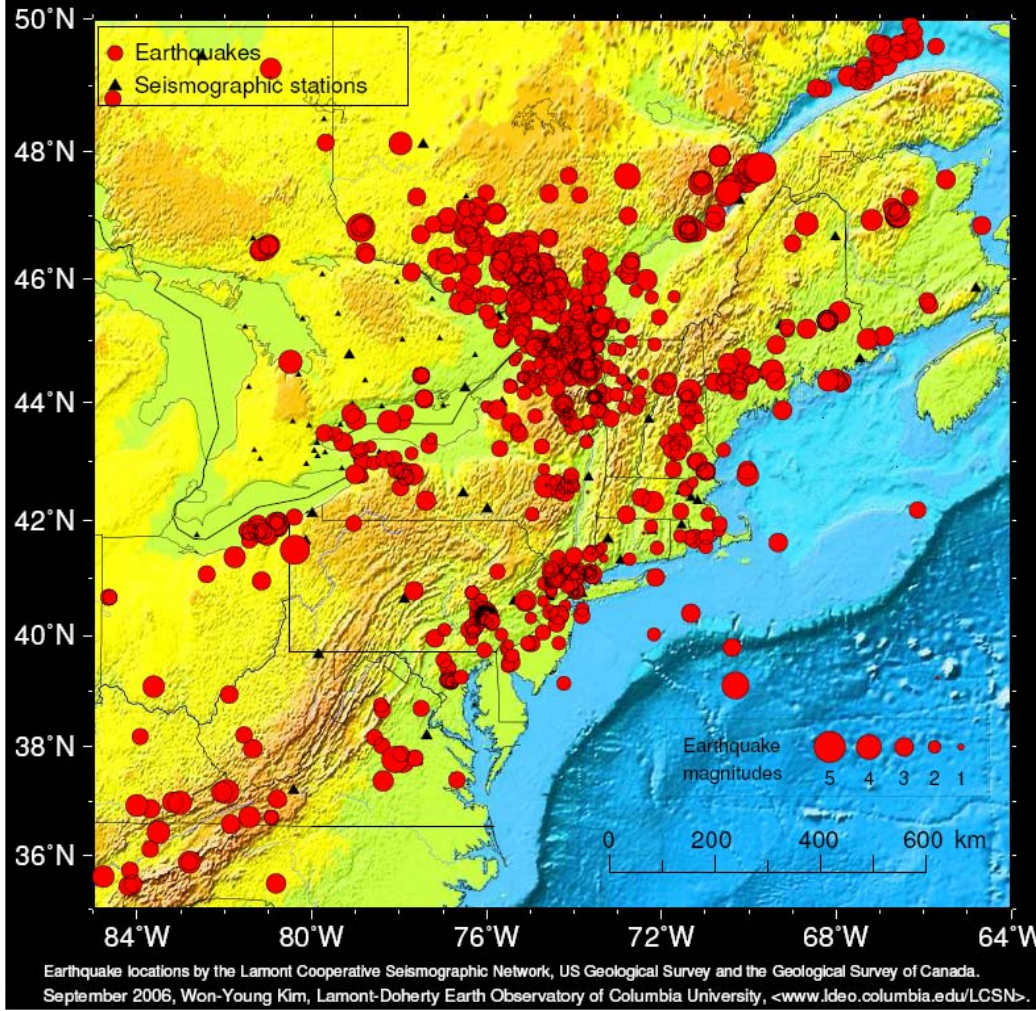 50°N
Earthquakes
Seismographic stations
48°N
46°N
44°N
42°N
40°N
38°N
Earthquake
magnitudes
5 4 3 2 1
0 200 400 600 km
36°N
84°W 80°W 76°W 72°W 68°W 64°W
Earthquake locations by the Lamont Cooperative Seismographic Network, US Geological Survey and the Geological Survey of Canada.
September 2006, Won-Young Kim, Lamont-Doherty Earth Observatory of Columbia University, <www.ldeo.columbia.edu/LCSN>.